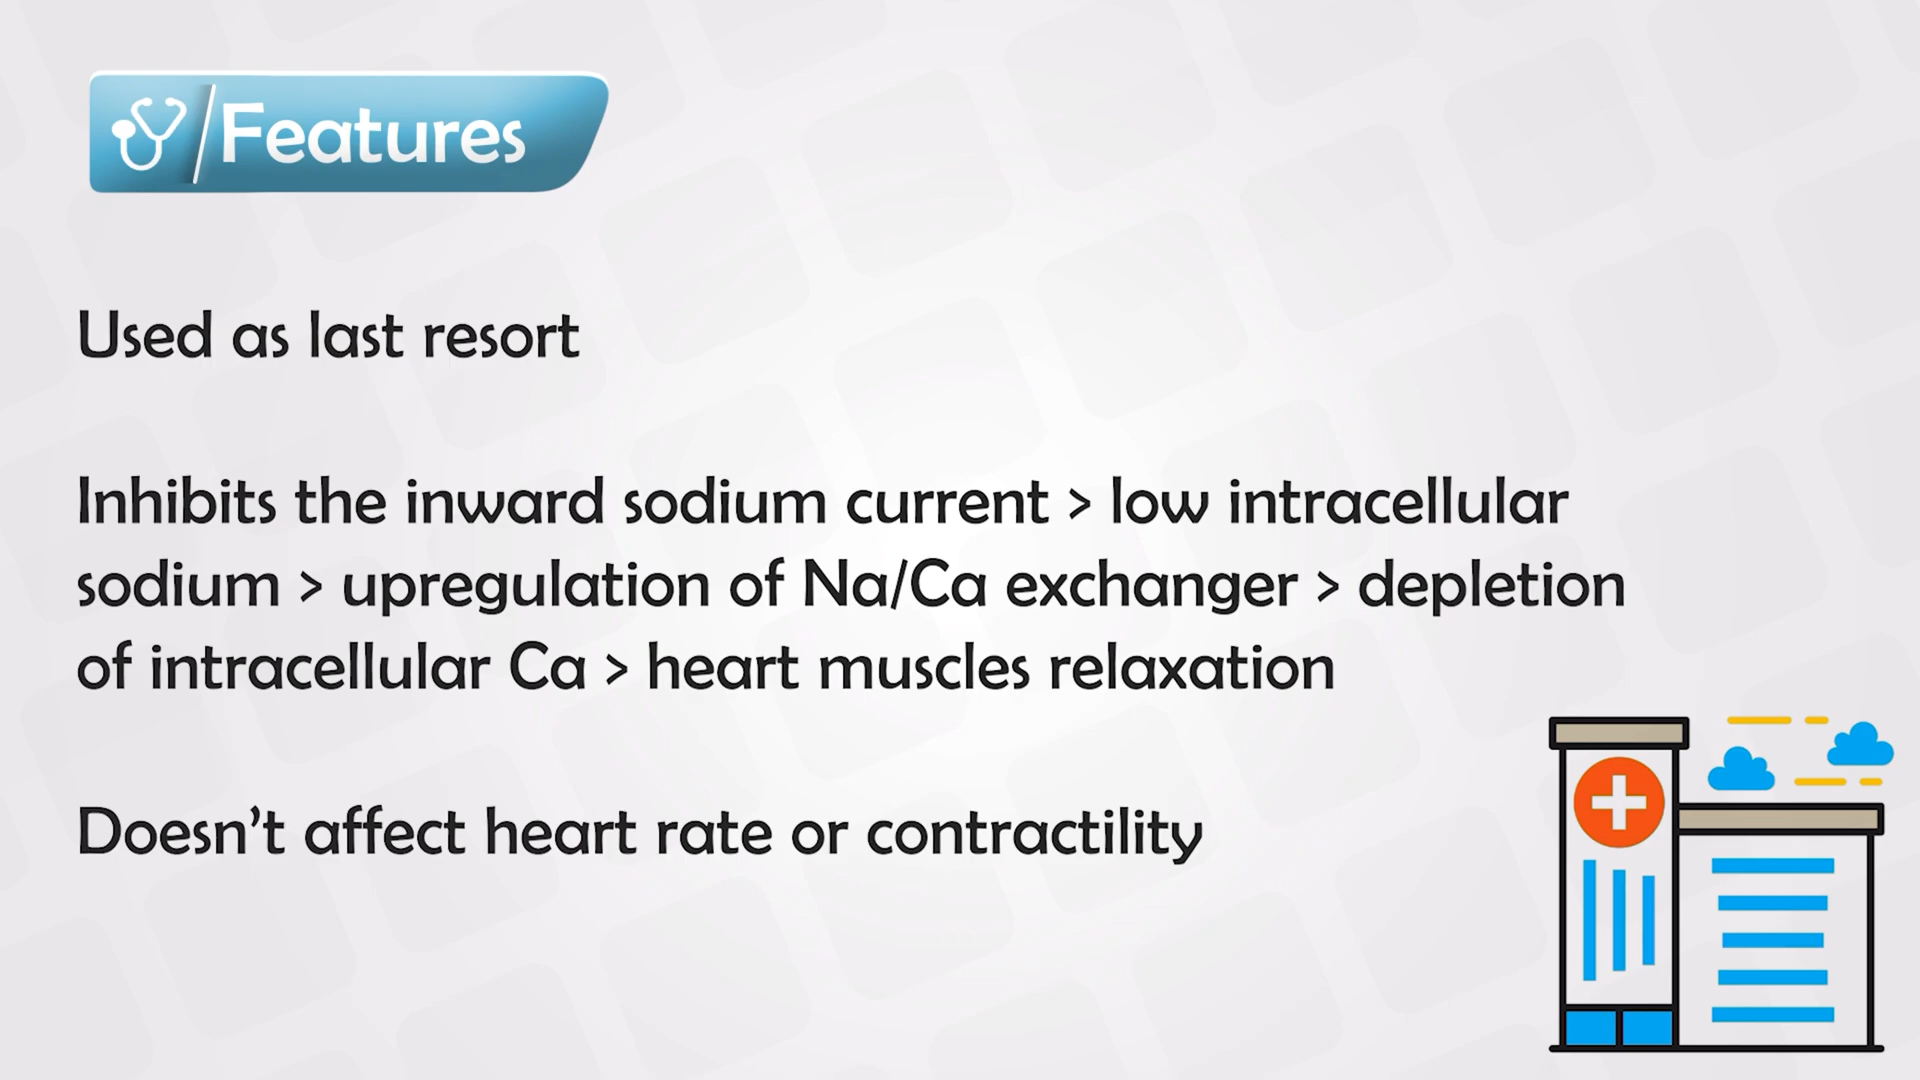 Features
Used as last resort
Inhibits the inward sodium current > low intracellular
sodium > upregulation of Na/Ca exchanger > depletion
of intracellular Ca > heart muscles relaxation
Doesn’t affect heart rate or contractility